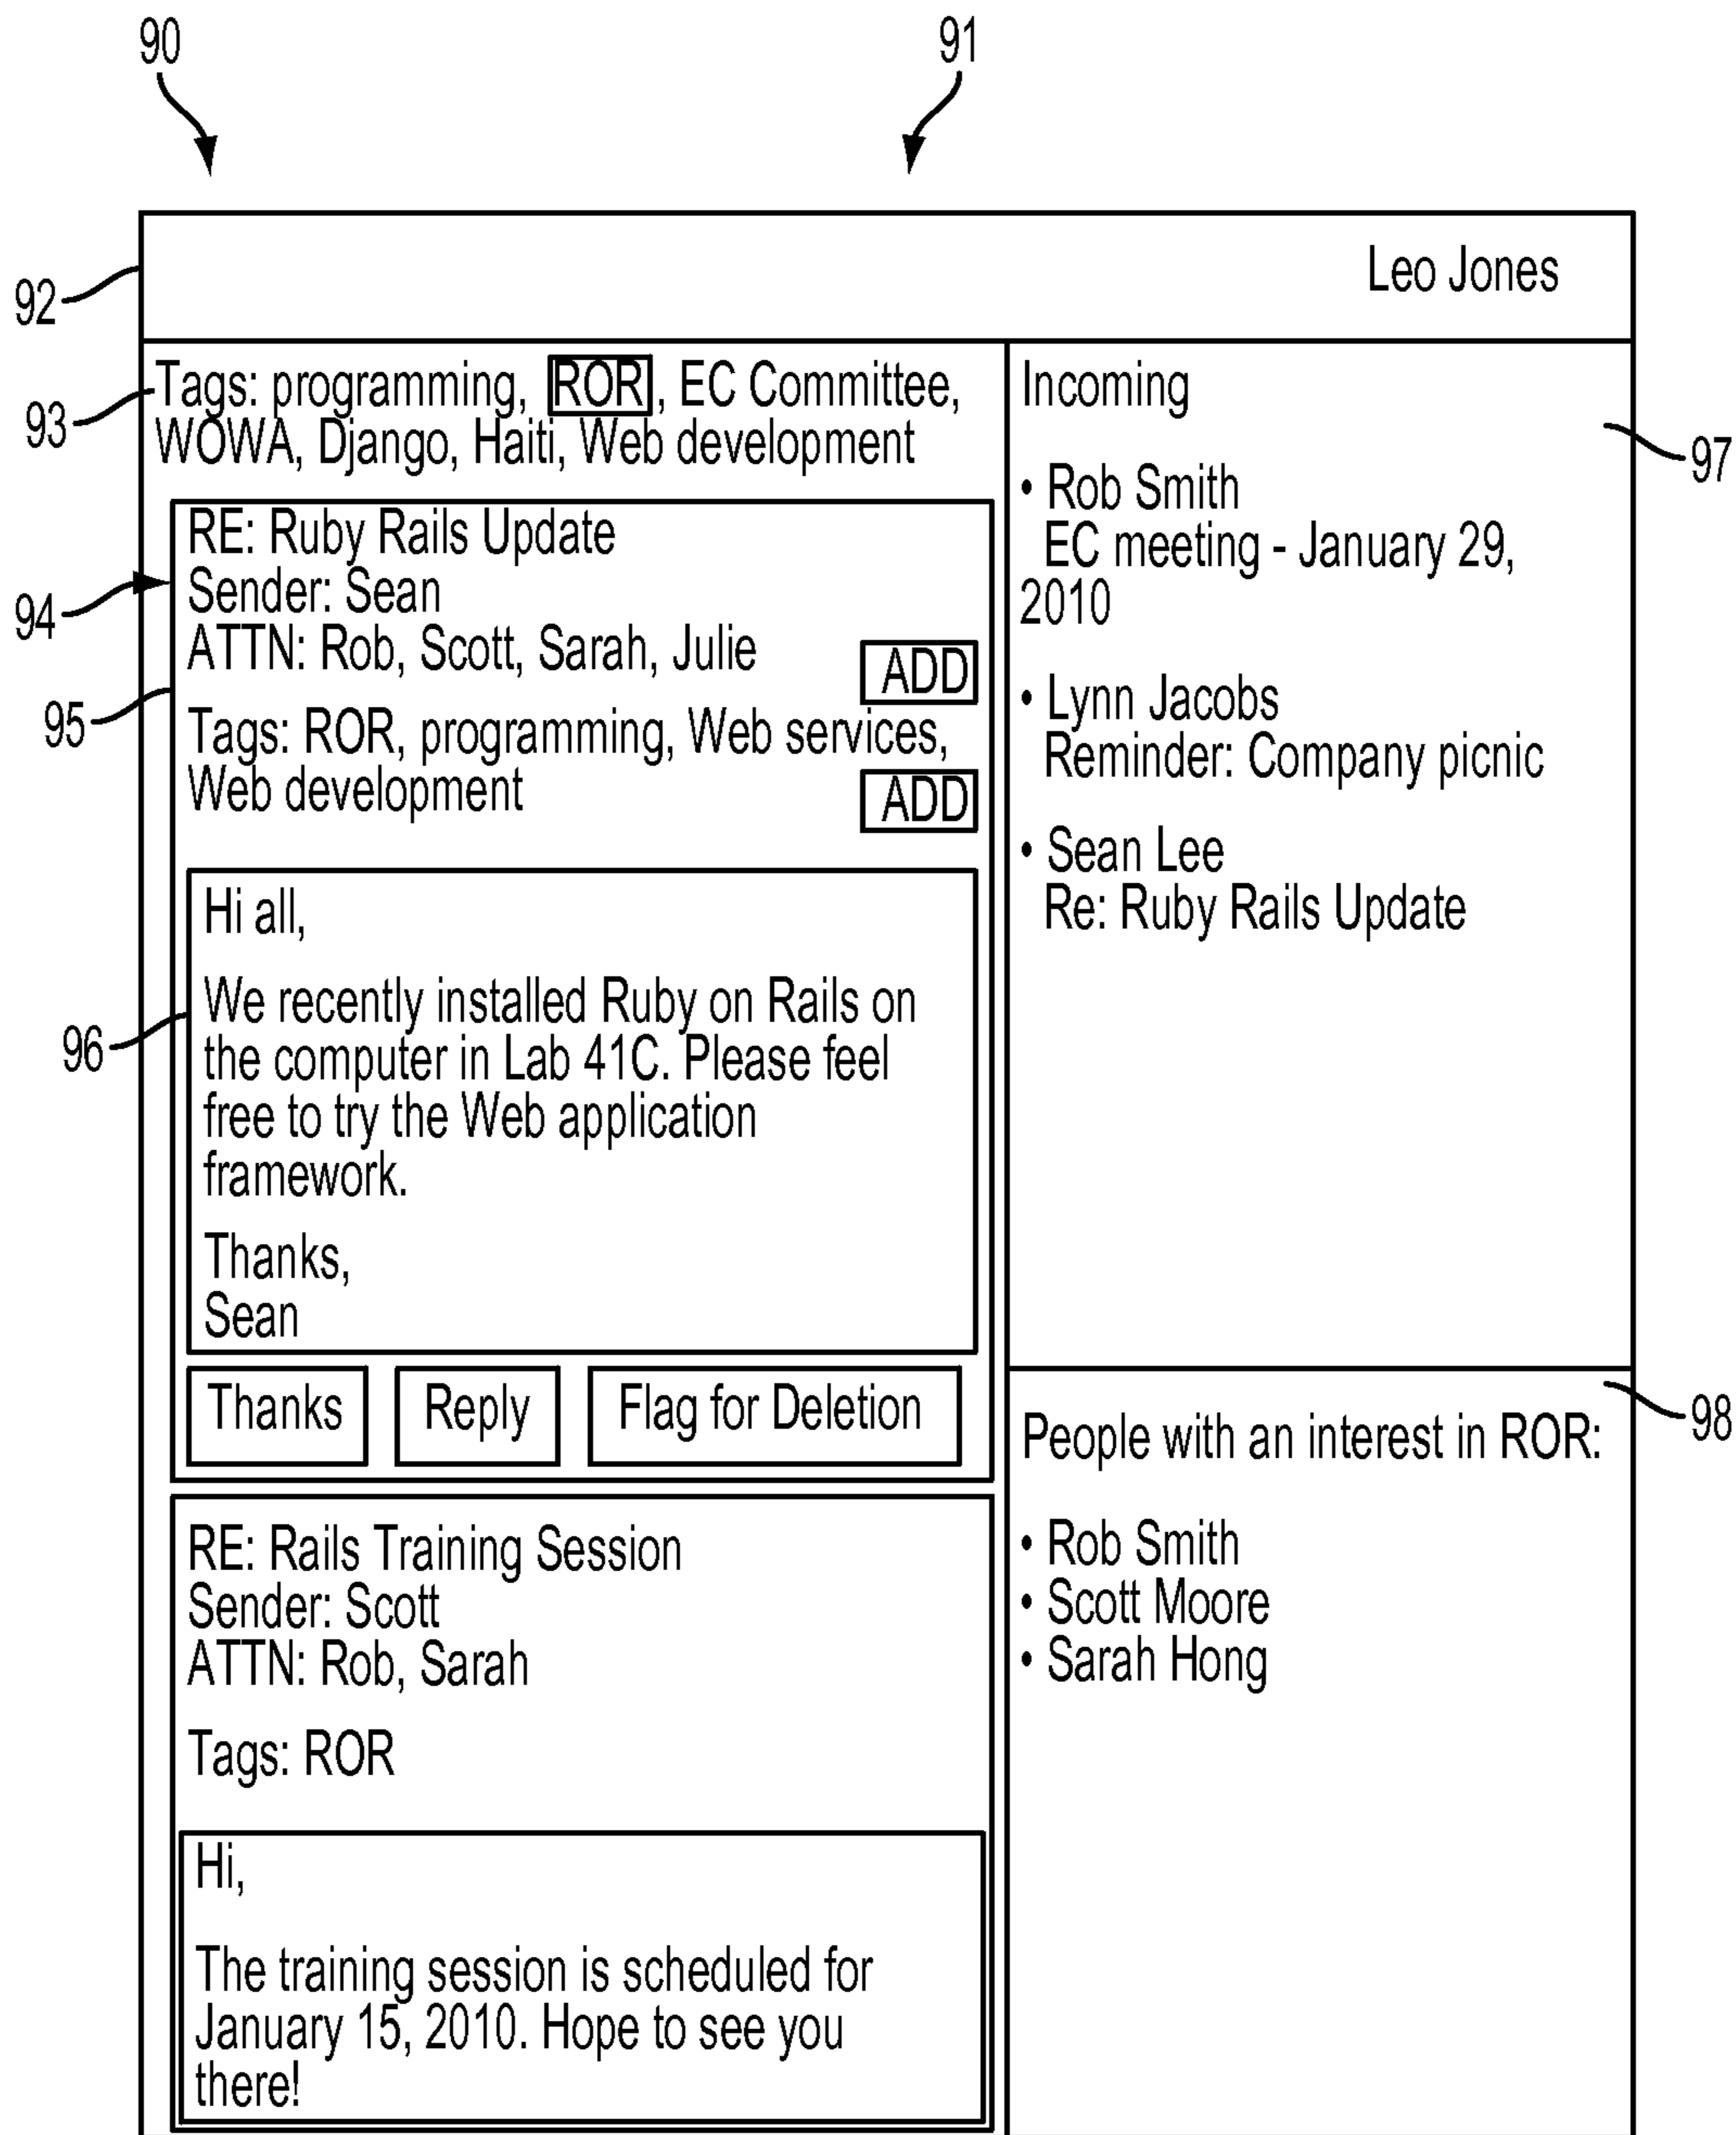 90
91
92
Leo Jones
93
Tags: programming, ROR, EC Committee,
WOWA, Django, Haiti, Web development
94
RE: Ruby Rails Update
Sender: Sean
ATTN: Rob, Scott, Sarah, Julie
ADD
95
Tags: ROR, programming, Web services,
Web development
ADD
96
Hi all,
We recently installed Ruby on Rails on
the computer in Lab 41C. Please feel
free to try the Web application
framework.
Thanks,
Sean
Thanks
Reply
Flag for Deletion
RE: Rails Training Session
Sender: Scott
ATTN: Rob, Sarah
Tags: ROR
Hi,
The training session is scheduled for
January 15, 2010. Hope to see you
there!
Incoming
97
• Rob Smith
EC meeting - January 29,
2010
• Lynn Jacobs
Reminder: Company picnic
• Sean Lee
Re: Ruby Rails Update
98
People with an interest in ROR:
• Rob Smith
• Scott Moore
• Sarah Hong